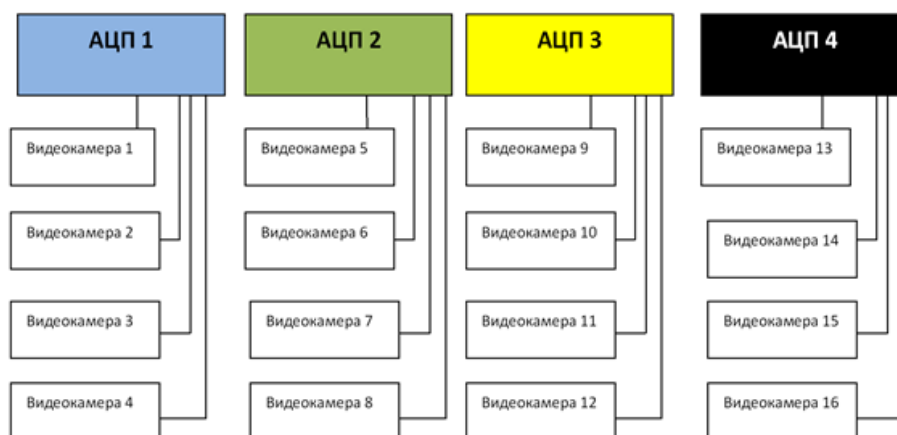 АЦП 1
АЦП 2
АЦП 3
АЦП 4
Видеокамера 1
Видеокамера 5
Видеокамера 9
Видеокамера 13
Видеокамера 2
Видеокамера 6
Видеокамера 10
Видеокамера 14
Видеокамера 3
Видеокамера 7
Видеокамера 11
Видеокамера 15
Видеокамера 4
Видеокамера 8
Видеокамера 12
Видеокамера 16